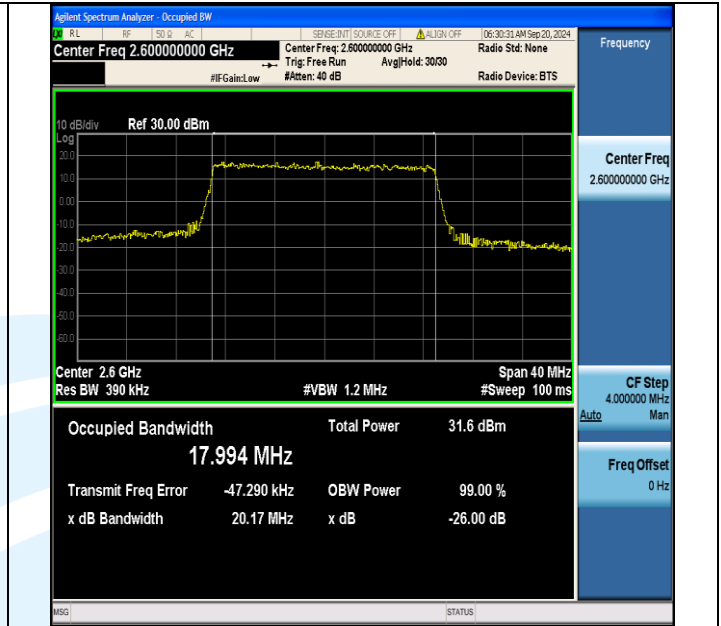 Agilent Spectrum Analyzer - Occupied BW
RL RF 50 Ω AC SENSE:INT SOURCE OFF ALIGN OFF 06:30:31 AM Sep 20, 2024
Center Freq 2.600000000 GHz
Center Freq: 2.600000000 GHz
Radio Std: None
Trig: Free Run Avg|Hold: 30/30
#IFGain:Low #Atten: 40 dB Radio Device: BTS
10 dB/div Ref 30.00 dBm
Log
20.0
10.0
0.00
-10.0
-20.0
-30.0
-40.0
-50.0
-60.0
Center 2.6 GHz Span 40 MHz
Res BW 390 kHz #VBW 1.2 MHz #Sweep 100 ms
Occupied Bandwidth Total Power 31.6 dBm
17.994 MHz
Transmit Freq Error -47.290 kHz OBW Power 99.00 %
x dB Bandwidth 20.17 MHz x dB -26.00 dB
MSG STATUS
Frequency
Center Freq
2.600000000 GHz
CF Step
4.000000 MHz
Auto Man
Freq Offset
0 Hz